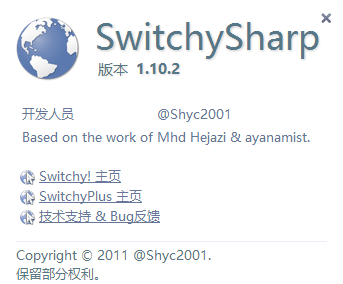 SwitchySharp
版本 1.10.2
开发人员 @Shyc2001
Based on the work of Mhd Hejazi & ayanamist.
Switchy! 主页
SwitchyPlus 主页
技术支持 & Bug反馈
Copyright © 2011 @Shyc2001.
保留部分权利。